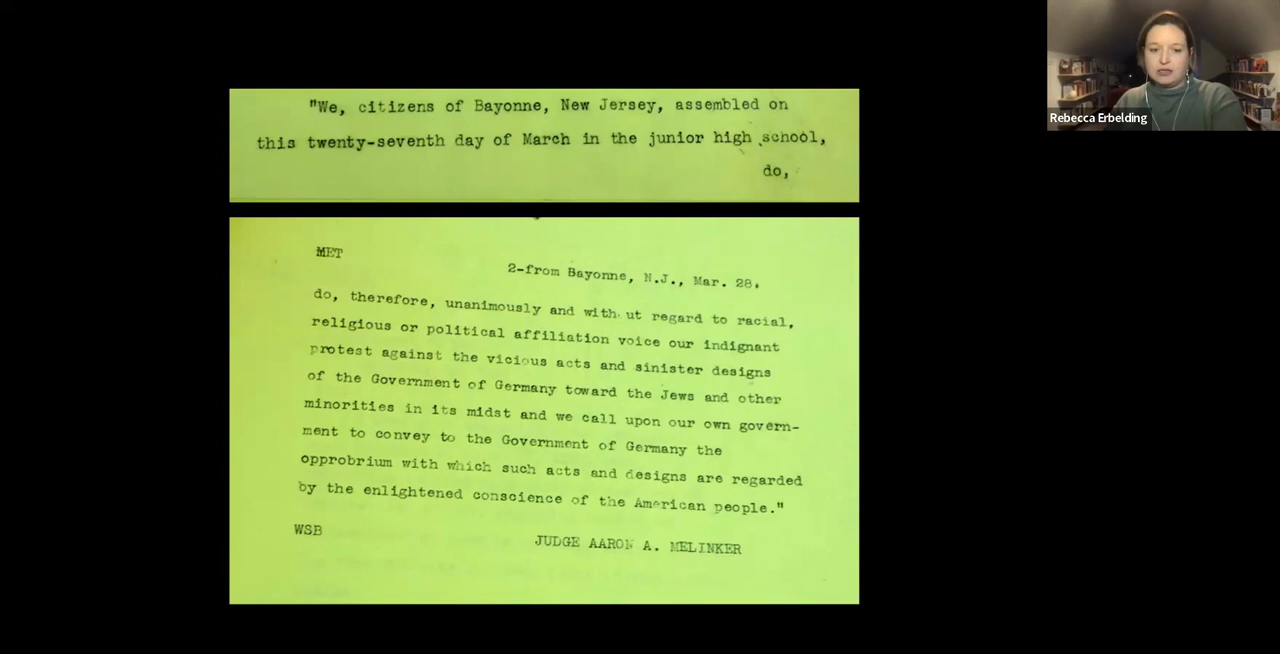 "We, citizens of Bayonne, New Jersey, assembled on
this twenty-seventh day of March in the junior high school,
do,
MET
2-from Bayonne, N.J., Mar. 28.
do, therefore, unanimously and with ut regard to racial,
religious or political affiliation voice our indignant
protest against the vicious acts and sinister designs
of the Government of Germany toward the Jews and other
minorities in its midst and we call upon our own govern-
ment to convey to the Government of Germany the
opprobrium with which such acts and designs are regarded
by the enlightened conscience of the American people."
WSB
JUDGE AARON A. MELINKER
Rebecca Erbelding